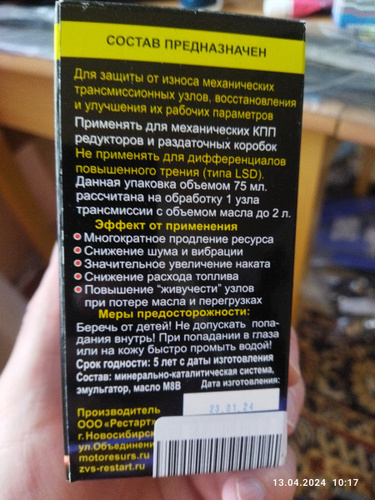 СОСТАВ ПРЕДНАЗНАЧЕН
Для защиты от износа механических
трансмиссионных узлов, восстановления
и улучшения их рабочих параметров
Применять для механических КПП
редукторов и раздаточных коробок
Не применять для дифференциалов
повышенного трения (типа LSD).
Данная упаковка объемом 75 мл.
рассчитана на обработку 1 узла
трансмиссии с объемом масла до 2 л.
Эффект от применения
Многократное продление ресурса
Снижение шума и вибрации
Значительное увеличение наката
Снижение расхода топлива
Повышение “живучести” узлов
при потере масла и перегрузках
Меры предосторожности:
Беречь от детей! Не допускать попа-
дания внутрь! При попадании в глаза
или на кожу быстро промыть водой!
Срок годности: 5 лет с даты изготовления
Состав: минерально-каталитическая система,
эмульгатор, масло М8В Дата изготовления:
Производитель
23.01.24
ООО «Рестарт»
г.Новосибирск
ул.Объединени
motoresurs.ru
zvs-restart.ru
13.04.2024 10:17